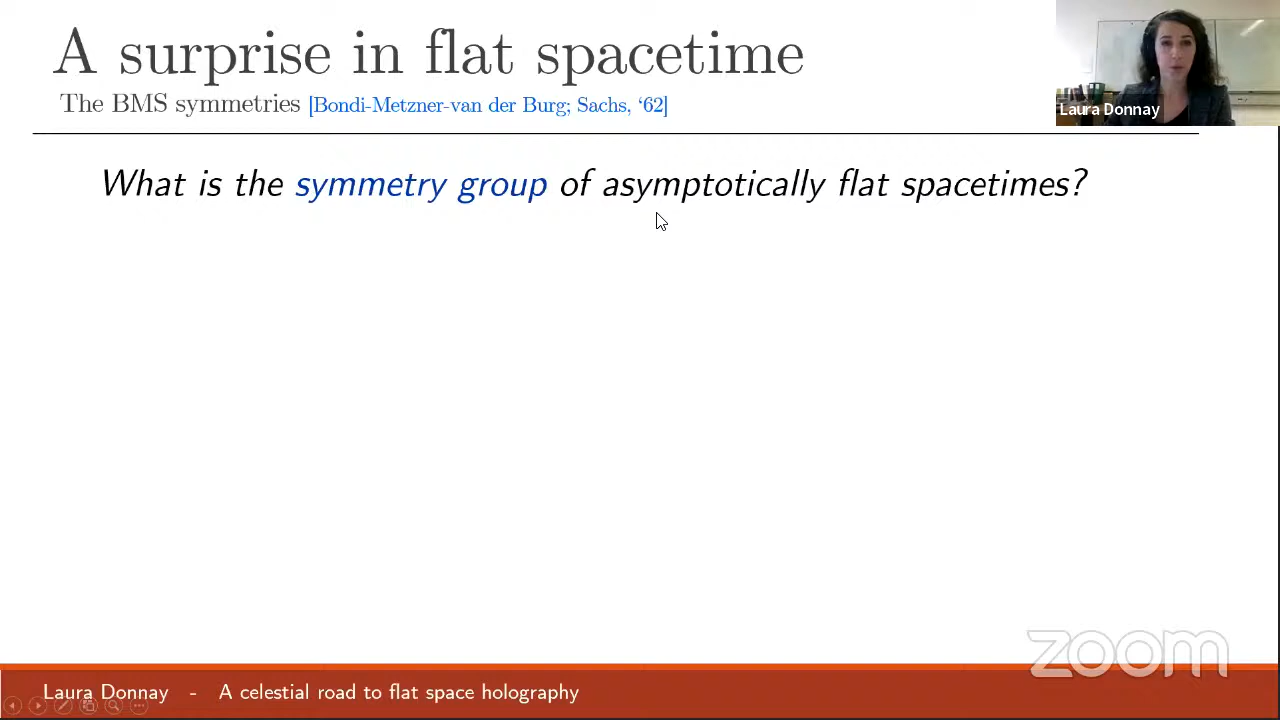 A surprise in flat spacetime
The BMS symmetries [Bondi-Metzner-van der Burg; Sachs, ‘62]
Laura Donnay
What is the symmetry group of asymptotically flat spacetimes?
zoom
Laura Donnay - A celestial road to flat space holography